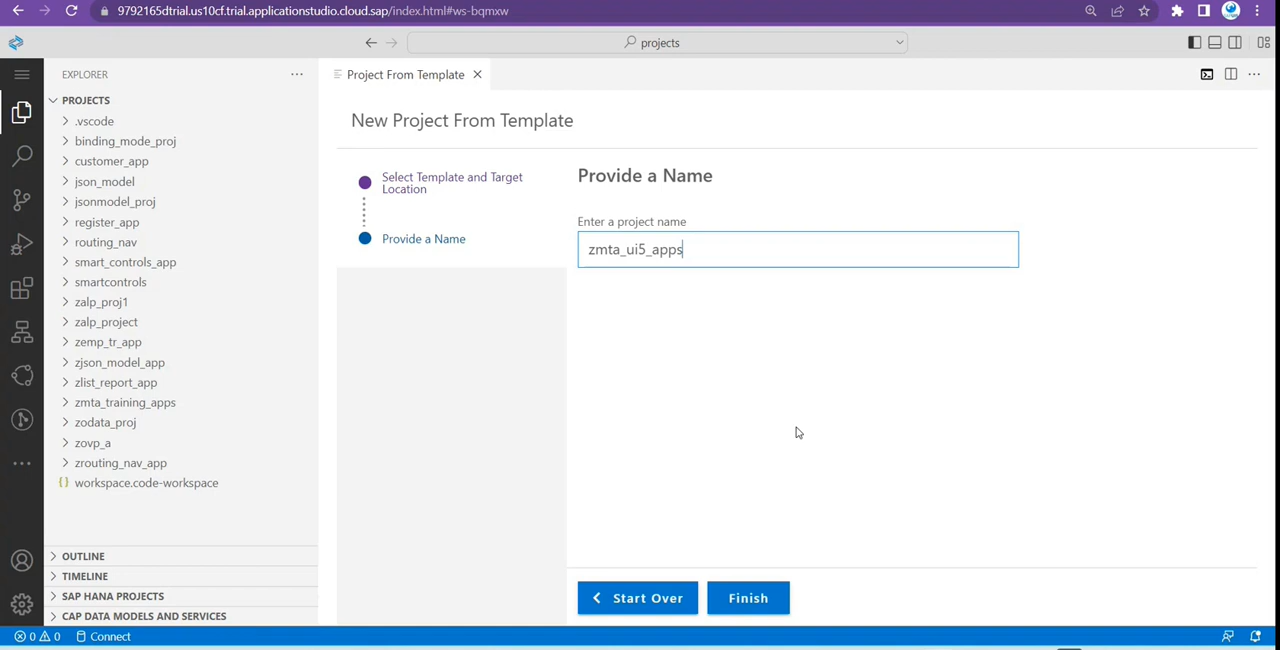 9792165dtrial.us10cf.trial.applicationstudio.cloud.sap/index.html#ws-bqmxw
projects
EXPLORER
Project From Template
PROJECTS
.vscode
binding_mode_proj
customer_app
json_model
jsonmodel_proj
register_app
routing_nav
smart_controls_app
smartcontrols
zalp_proj1
zalp_project
zemp_tr_app
zjson_model_app
zlist_report_app
zmta_training_apps
zodata_proj
zovp_a
zrouting_nav_app
{} workspace.code-workspace
OUTLINE
TIMELINE
SAP HANA PROJECTS
CAP DATA MODELS AND SERVICES
New Project From Template
Select Template and Target
Location
Provide a Name
Provide a Name
Enter a project name
zmta_ui5_apps
Start Over
Finish
0 0 Connect